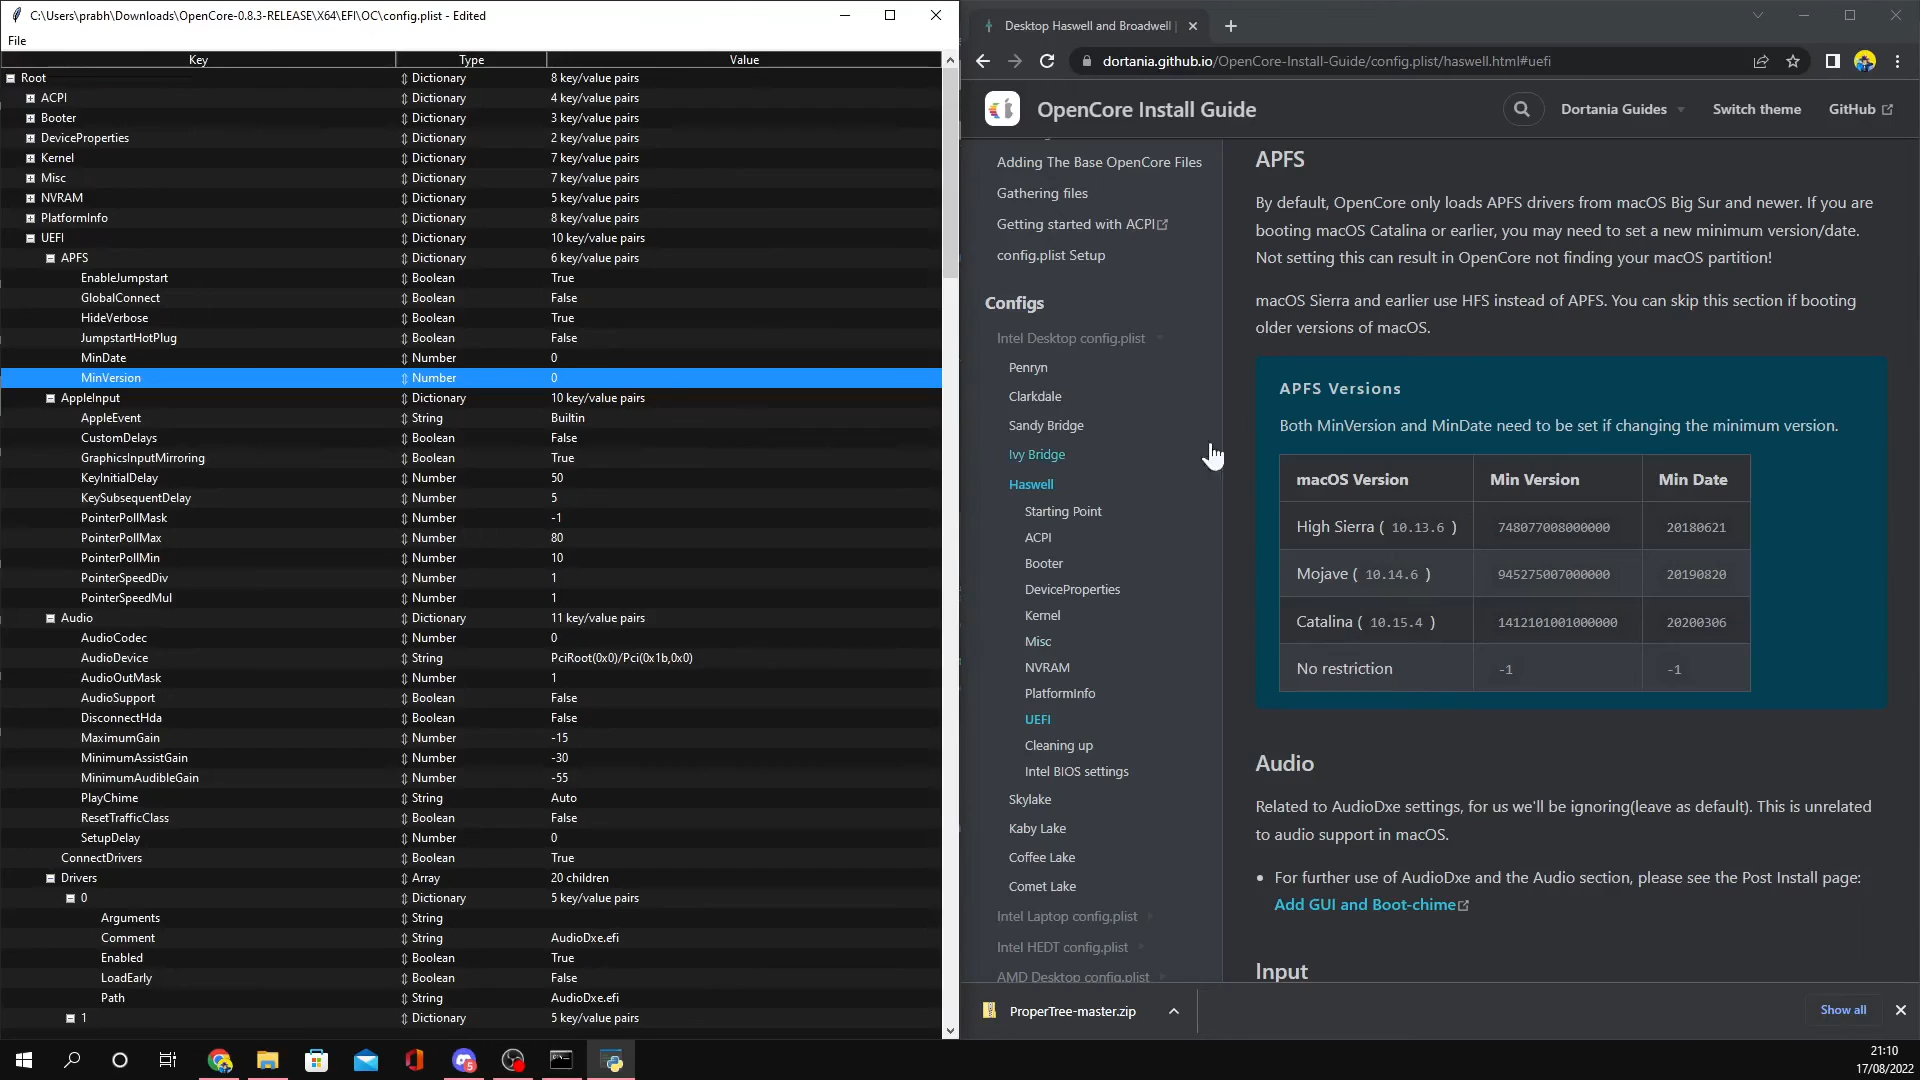 C:\Users\prabh\Downloads\OpenCore-0.8.3-RELEASE\X64\EFI\OC\config.plist - Edited
File
Key Type Value
Root Dictionary 8 key/value pairs
ACPI Dictionary 4 key/value pairs
Booter Dictionary 3 key/value pairs
DeviceProperties Dictionary 2 key/value pairs
Kernel Dictionary 7 key/value pairs
Misc Dictionary 7 key/value pairs
NVRAM Dictionary 5 key/value pairs
PlatformInfo Dictionary 8 key/value pairs
UEFI Dictionary 10 key/value pairs
APFS Dictionary 6 key/value pairs
EnableJumpstart Boolean True
GlobalConnect Boolean False
HideVerbose Boolean True
JumpstartHotPlug Boolean False
MinDate Number 0
MinVersion Number 0
AppleInput Dictionary 10 key/value pairs
AppleEvent String Builtin
CustomDelays Boolean False
GraphicsInputMirroring Boolean True
KeyInitialDelay Number 50
KeySubsequentDelay Number 5
PointerPollMask Number -1
PointerPollMax Number 80
PointerPollMin Number 10
PointerSpeedDiv Number 1
PointerSpeedMul Number 1
Audio Dictionary 11 key/value pairs
AudioCodec Number 0
AudioDevice String PciRoot(0x0)/Pci(0x1b,0x0)
AudioOutMask Number 1
AudioSupport Boolean False
DisconnectHda Boolean False
MaximumGain Number -15
MinimumAssistGain Number -30
MinimumAudibleGain Number -55
PlayChime String Auto
ResetTrafficClass Boolean False
SetupDelay Number 0
ConnectDrivers Boolean True
Drivers Array 20 children
0 Dictionary 5 key/value pairs
Arguments String
Comment String AudioDxe.efi
Enabled Boolean True
LoadEarly Boolean False
Path String AudioDxe.efi
1 Dictionary 5 key/value pairs
Desktop Haswell and Broadwell |
dortania.github.io/OpenCore-Install-Guide/config.plist/haswell.html#uefi
OpenCore Install Guide
Dortania Guides
Switch theme
GitHub
Adding The Base OpenCore Files
Gathering files
Getting started with ACPI
config.plist Setup
Configs
Intel Desktop config.plist
Penryn
Clarkdale
Sandy Bridge
Ivy Bridge
Haswell
Starting Point
ACPI
Booter
DeviceProperties
Kernel
Misc
NVRAM
PlatformInfo
UEFI
Cleaning up
Intel BIOS settings
Skylake
Kaby Lake
Coffee Lake
Comet Lake
Intel Laptop config.plist
Intel HEDT config.plist
AMD Desktop config.plist
APFS
By default, OpenCore only loads APFS drivers from macOS Big Sur and newer. If you are
booting macOS Catalina or earlier, you may need to set a new minimum version/date.
Not setting this can result in OpenCore not finding your macOS partition!
macOS Sierra and earlier use HFS instead of APFS. You can skip this section if booting
older versions of macOS.
APFS Versions
Both MinVersion and MinDate need to be set if changing the minimum version.
macOS Version Min Version Min Date
High Sierra ( 10.13.6 ) 748077008000000 20180621
Mojave ( 10.14.6 ) 945275007000000 20190820
Catalina ( 10.15.4 ) 1412101001000000 20200306
No restriction -1 -1
Audio
Related to AudioDxe settings, for us we'll be ignoring(leave as default). This is unrelated
to audio support in macOS.
For further use of AudioDxe and the Audio section, please see the Post Install page:
Add GUI and Boot-chime
Input
ProperTree-master.zip
Show all
5
21:10
17/08/2022